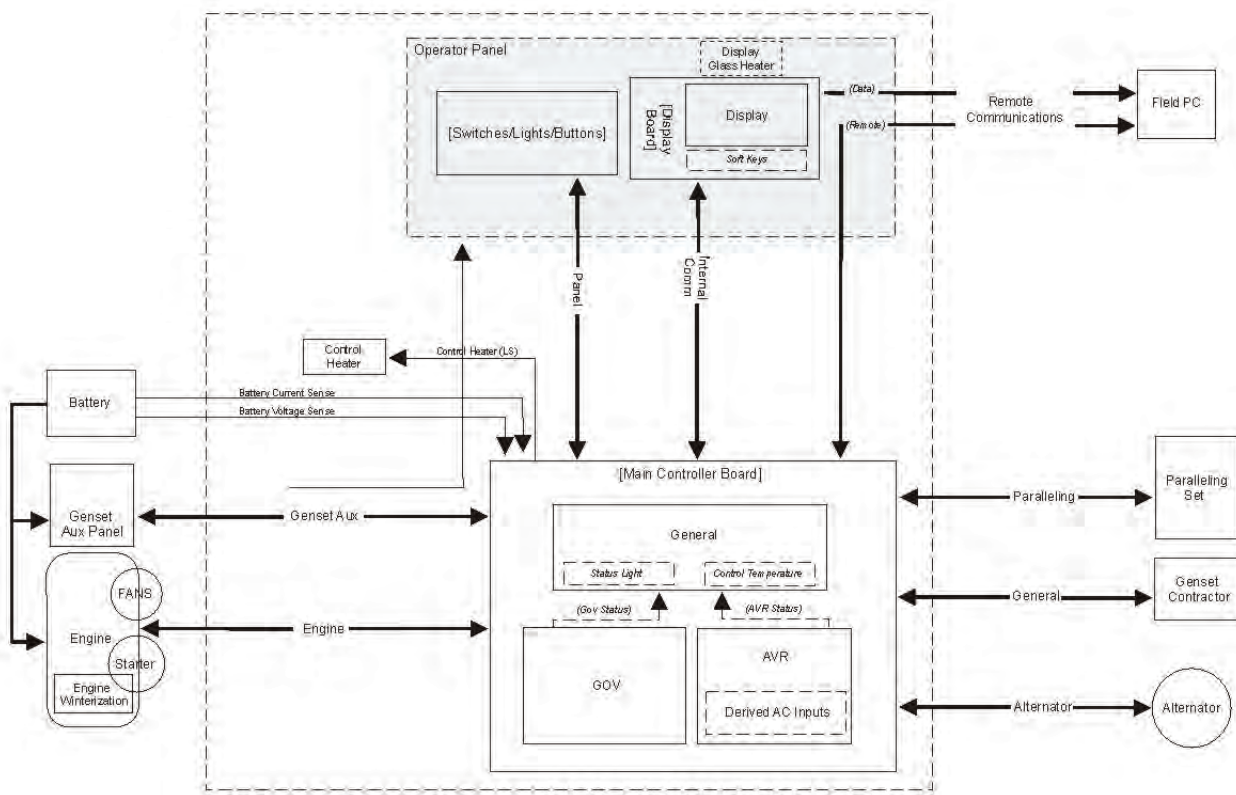 Operator Panel
Display
Glass Heater
[Switches/Lights/Buttons]
[Display
Board]
Display
Soft Keys
(Data)
(Remote)
Remote
Communications
Field PC
Panel
Internal
Comm
Control
Heater
Control Heater (LS)
Battery
Battery Current Sense
Battery Voltage Sense
[Main Controller Board]
Genset
Aux Panel
Genset Aux
General
Status Light
Control Temperature
Paralleling
Paralleling
Set
FANS
Engine
Starter
Engine
Winterization
Engine
(Gov Status)
(AVR Status)
GOV
AVR
Derived AC Inputs
General
Genset
Contractor
Alternator
Alternator